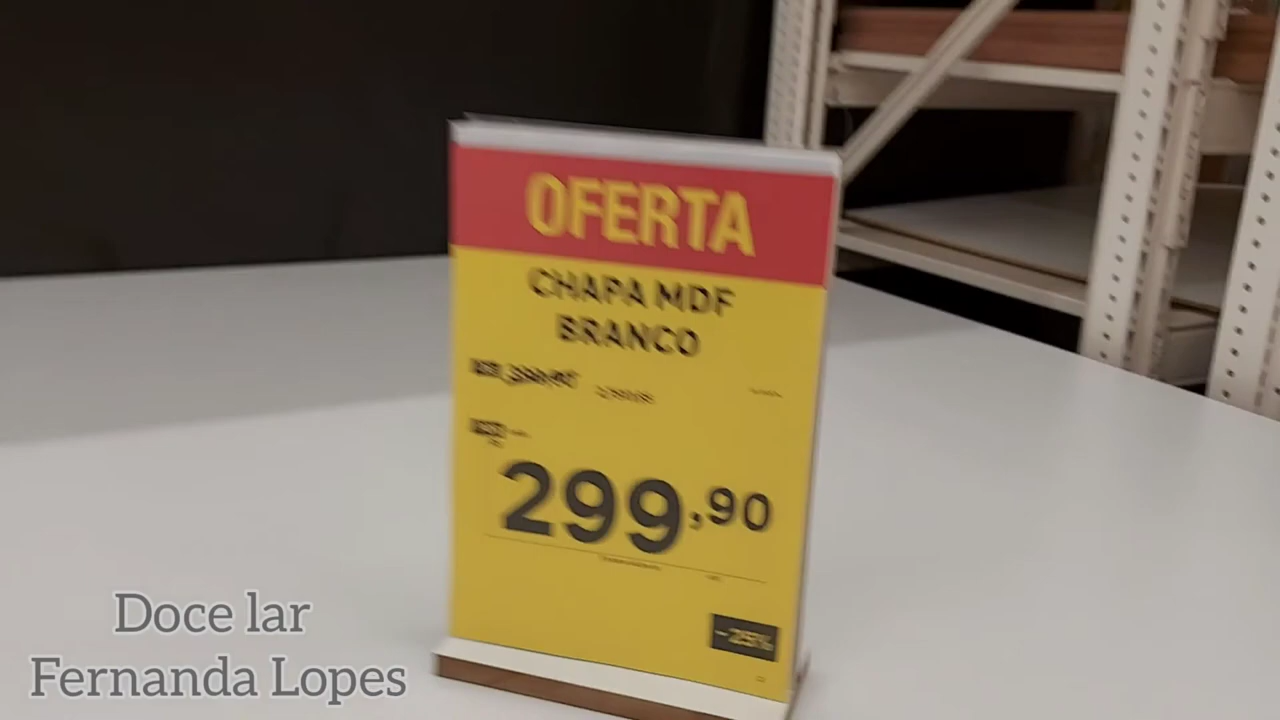 OFERTA
CHAPA MDF
BRANCO
299,90
-25%
Doce lar
Fernanda Lopes